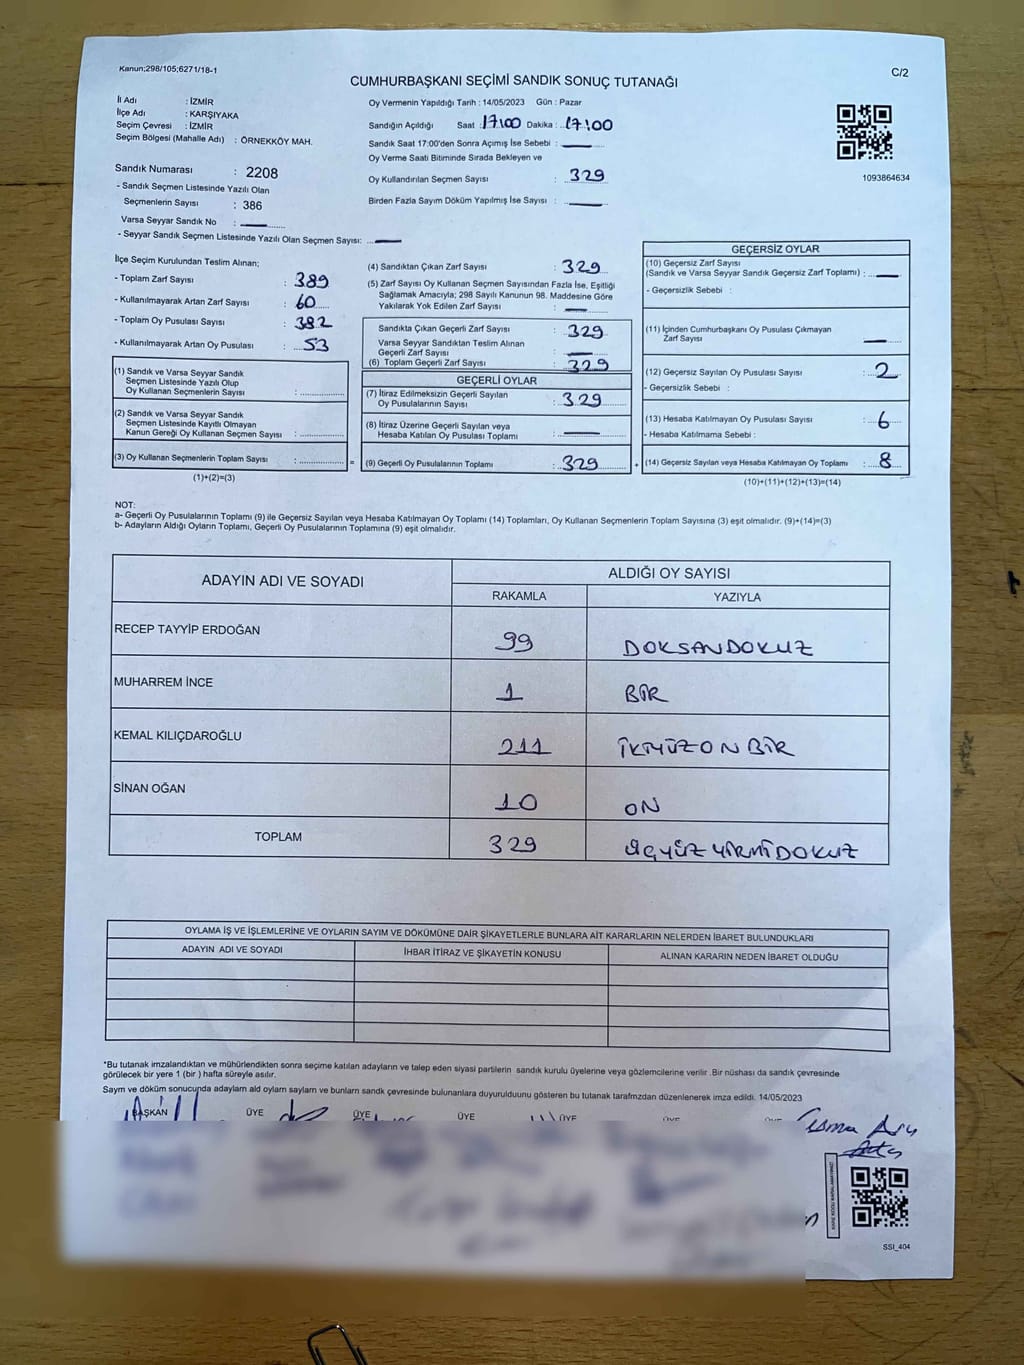 Kanun;298/105;6271/18-1
C/2
CUMHURBAŞKANI SEÇİMİ SANDIK SONUÇ TUTANAĞI
İl Adı : İZMİR
İlçe Adı : KARŞIYAKA
Seçim Çevresi : İZMİR
Seçim Bölgesi (Mahalle Adı) : ÖRNEKKÖY MAH.
Sandık Numarası : 2208
- Sandık Seçmen Listesinde Yazılı Olan
Seçmenlerin Sayısı : 386
Varsa Seyyar Sandık No :
- Seyyar Sandık Seçmen Listesinde Yazılı Olan Seçmen Sayısı:
Oy Vermenin Yapıldığı Tarih : 14/05/2023 Gün : Pazar
Sandığın Açıldığı Saat : 17:00 Dakika : 17:00
Sandık Saat 17:00'den Sonra Açımış İse Sebebi :
Oy Verme Saati Bitiminde Sırada Bekleyen ve
Oy Kullandırılan Seçmen Sayısı : 329
Birden Fazla Sayım Döküm Yapılmış İse Sayısı :
1093864634
İlçe Seçim Kurulundan Teslim Alınan;
- Toplam Zarf Sayısı : 389
- Kullanılmayarak Artan Zarf Sayısı : 60
- Toplam Oy Pusulası Sayısı : 382
- Kullanılmayarak Artan Oy Pusulası : 53
(1) Sandık ve Varsa Seyyar Sandık
Seçmen Listesinde Yazılı Olup
Oy Kullanan Seçmenlerin Sayısı :
(2) Sandık ve Varsa Seyyar Sandık
Seçmen Listesinde Kayıtlı Olmayan
Kanun Gereği Oy Kullanan Seçmen Sayısı :
(3) Oy Kullanan Seçmenlerin Toplam Sayısı : =
(1)+(2)=(3)
(4) Sandıktan Çıkan Zarf Sayısı : 329
(5) Zarf Sayısı Oy Kullanan Seçmen Sayısından Fazla İse, Eşitliği
Sağlamak Amacıyla; 298 Sayılı Kanunun 98. Maddesine Göre
Yakılarak Yok Edilen Zarf Sayısı :
Sandıkta Çıkan Geçerli Zarf Sayısı : 329
Varsa Seyyar Sandıktan Teslim Alınan
Geçerli Zarf Sayısı :
(6) Toplam Geçerli Zarf Sayısı : 329
GEÇERLİ OYLAR
(7) İtiraz Edilmeksizin Geçerli Sayılan
Oy Pusulalarının Sayısı : 329
(8) İtiraz Üzerine Geçerli Sayılan veya
Hesaba Katılan Oy Pusulası Toplamı :
(9) Geçerli Oy Pusulalarının Toplamı : 329 +
GEÇERSİZ OYLAR
(10) Geçersiz Zarf Sayısı
(Sandık ve Varsa Seyyar Sandık Geçersiz Zarf Toplamı) :
- Geçersizlik Sebebi :
(11) İçinden Cumhurbaşkanı Oy Pusulası Çıkmayan
Zarf Sayısı :
(12) Geçersiz Sayılan Oy Pusulası Sayısı : 2
- Geçersizlik Sebebi :
(13) Hesaba Katılmayan Oy Pusulası Sayısı : 6
- Hesaba Katılmama Sebebi :
(14) Geçersiz Sayılan veya Hesaba Katılmayan Oy Toplamı : 8
(10)+(11)+(12)+(13)=(14)
NOT:
a- Geçerli Oy Pusulalarının Toplamı (9) ile Geçersiz Sayılan veya Hesaba Katılmayan Oy Toplamı (14) Toplamları, Oy Kullanan Seçmenlerin Toplam Sayısına (3) eşit olmalıdır. (9)+(14)=(3)
b- Adayların Aldığı Oyların Toplamı, Geçerli Oy Pusulalarının Toplamına (9) eşit olmalıdır.
ADAYIN ADI VE SOYADI ALDIĞI OY SAYISI
RAKAMLA YAZIYLA
RECEP TAYYİP ERDOĞAN 99 DOKSANDOKUZ
MUHARREM İNCE 1 BİR
KEMAL KILIÇDAROĞLU 211 İKİYÜZONBİR
SİNAN OĞAN 10 ON
TOPLAM 329 ÜÇYÜZYİRMİDOKUZ
OYLAMA İŞ VE İŞLEMLERİNE VE OYLARIN SAYIM VE DÖKÜMÜNE DAİR ŞİKAYETLERLE BUNLARA AİT KARARLARIN NELERDEN İBARET BULUNDUKLARI
ADAYIN ADI VE SOYADI İHBAR İTİRAZ VE ŞİKAYETİN KONUSU ALINAN KARARIN NEDEN İBARET OLDUĞU
*Bu tutanak imzalandıktan ve mühürlendikten sonra seçime katılan adayların ve talep eden siyasi partilerin sandık kurulu üyelerine veya gözlemcilerine verilir .Bir nüshası da sandık çevresinde
görülecek bir yere 1 (bir ) hafta süreyle asılır.
Sayım ve döküm sonucunda adayların ald oyların sayların ve bunların sandk çevresinde bulunanlara duyurulduunu gösteren bu tutanak tarafmzdan düzenlenerek imza edildi. 14/05/2023
BAŞKAN ÜYE ÜYE ÜYE ÜYE
SSI_404